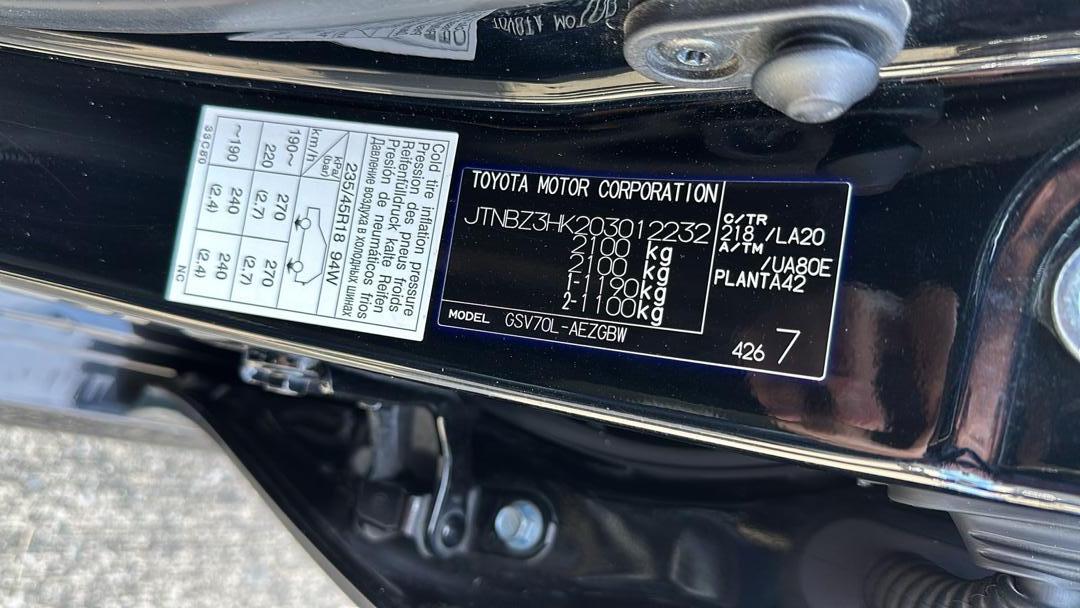 TOYOTA MOTOR CORPORATION
JTNBZ3HK203012232
2100 kg
2100 kg
1-1190kg
2-1100kg
MODEL GSV70L-AEZGBW
C/TR
218 /LA20
A/TM
/UA80E
PLANTA42
426 7
Cold tire inflation pressure
Pression des pneus froids
Reifenfülldruck kalte Reifen
Presión de neumáticos fríos
Давление воздуха в холодных шинах
235/45R18 94V
km/h
kPa
(bar)
190~
270
(2.7)
270
(2.7)
220
~190
240
(2.4)
240
(2.4)
33C80
NC